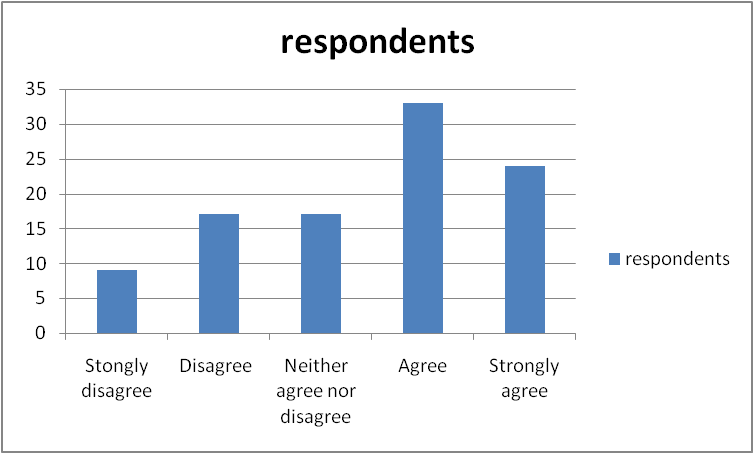 respondents
35
30
25
20
15
10
5
0
Stongly
disagree
Disagree
Neither
agree nor
disagree
Agree
Strongly
agree
respondents